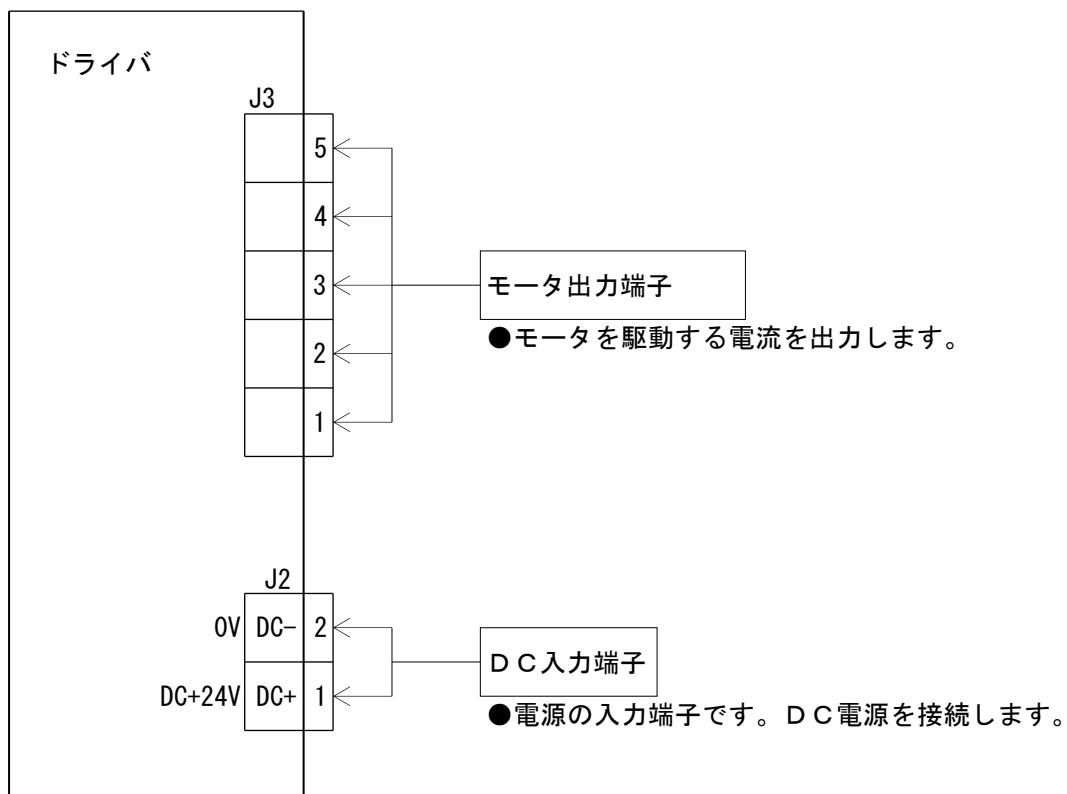 ドライバ
J3
5
4
3
2
1
モータ出力端子
●モータを駆動する電流を出力します。
J2
0V DC- 2
DC+24V DC+ 1
DC入力端子
●電源の入力端子です。DC電源を接続します。